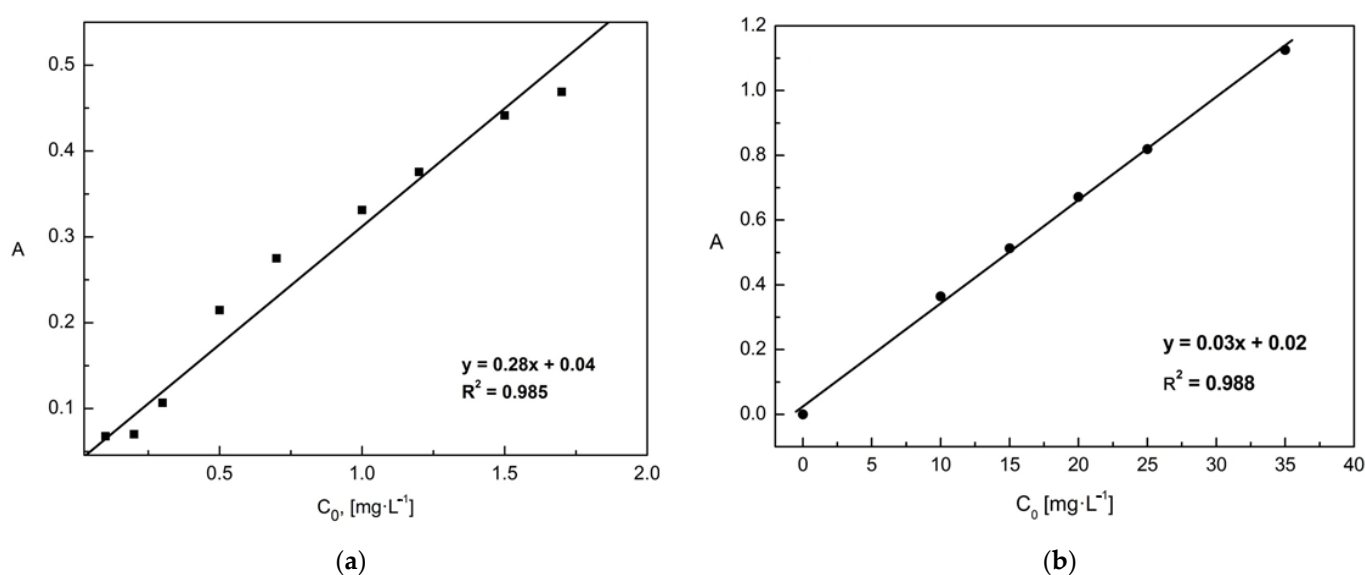 0.5
0.4
0.3
0.2
0.1
A
0.5
1.0
1.5
2.0
C₀, [mg·L⁻¹]
y = 0.28x + 0.04
R² = 0.985
(a)
1.2
1.0
0.8
0.6
0.4
0.2
0.0
A
0
5
10
15
20
25
30
35
40
C₀ [mg·L⁻¹]
y = 0.03x + 0.02
R² = 0.988
(b)